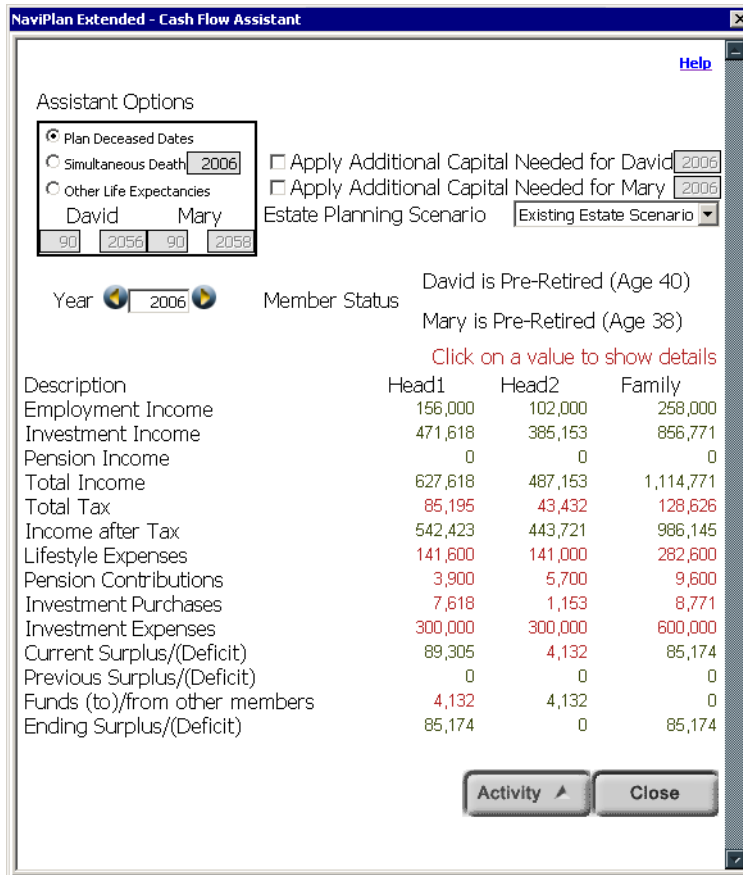 NaviPlan Extended - Cash Flow Assistant
Help
Assistant Options
Plan Deceased Dates
Simultaneous Death 2006
Other Life Expectancies
David Mary
90 2056 90 2058
Apply Additional Capital Needed for David 2006
Apply Additional Capital Needed for Mary 2006
Estate Planning Scenario Existing Estate Scenario
Year 2006 Member Status
David is Pre-Retired (Age 40)
Mary is Pre-Retired (Age 38)
Click on a value to show details
Description Head1 Head2 Family
Employment Income 156,000 102,000 258,000
Investment Income 471,618 385,153 856,771
Pension Income 0 0 0
Total Income 627,618 487,153 1,114,771
Total Tax 85,195 43,432 128,626
Income after Tax 542,423 443,721 986,145
Lifestyle Expenses 141,600 141,000 282,600
Pension Contributions 3,900 5,700 9,600
Investment Purchases 7,618 1,153 8,771
Investment Expenses 300,000 300,000 600,000
Current Surplus/(Deficit) 89,305 4,132 85,174
Previous Surplus/(Deficit) 0 0 0
Funds (to)/from other members 4,132 4,132 0
Ending Surplus/(Deficit) 85,174 0 85,174
Activity Close